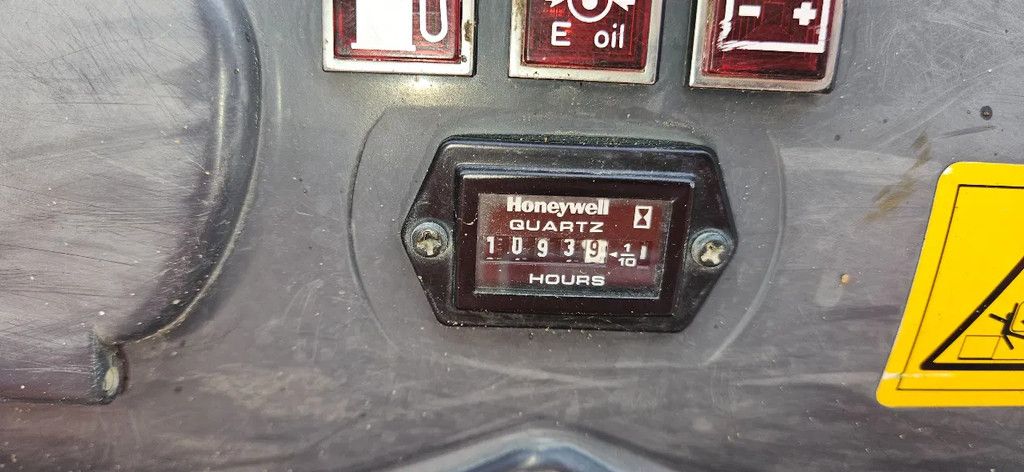 E oil
- +
Honeywell
QUARTZ
10939 1/10
HOURS